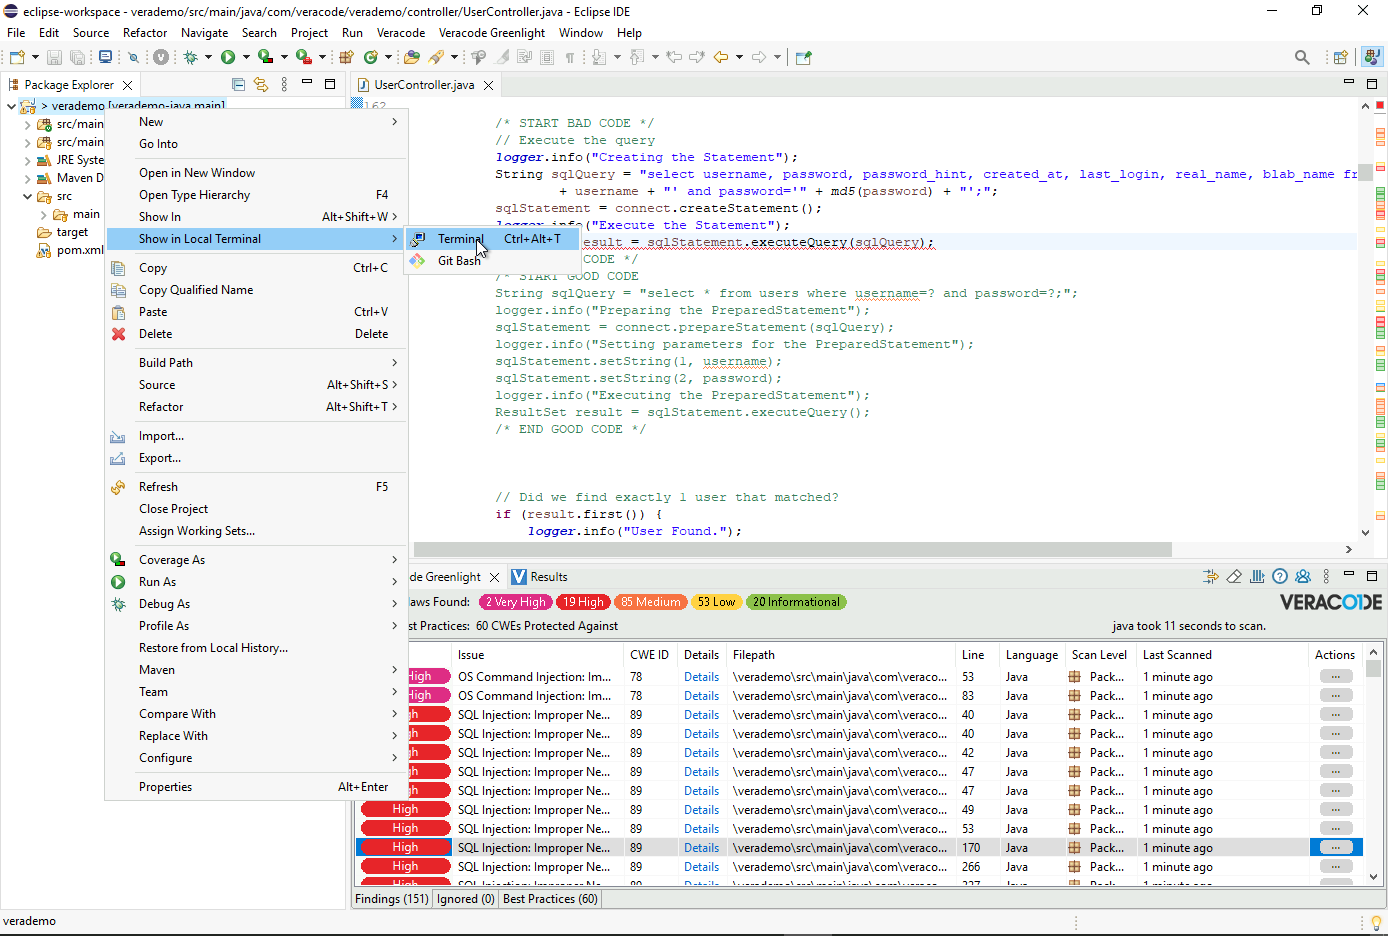 eclipse-workspace - verademo/src/main/java/com/veracode/verademo/controller/UserController.java - Eclipse IDE
File Edit Source Refactor Navigate Search Project Run Veracode Veracode Greenlight Window Help
Package Explorer
> verademo [verademo-java main]
src/main
src/main
JRE Syste
Maven D
src
main
target
pom.xml
New
Go Into
Open in New Window
Open Type Hierarchy F4
Show In Alt+Shift+W >
Show in Local Terminal
Copy Ctrl+C
Copy Qualified Name
Paste Ctrl+V
Delete Delete
Build Path
Source Alt+Shift+S >
Refactor Alt+Shift+T >
Import...
Export...
Refresh F5
Close Project
Assign Working Sets...
Coverage As
Run As
Debug As
Profile As
Restore from Local History...
Maven
Team
Compare With
Replace With
Configure
Properties Alt+Enter
Terminal Ctrl+Alt+T
Git Bash
UserController.java
162
/* START BAD CODE */
// Execute the query
logger.info("Creating the Statement");
String sqlQuery = "select username, password, password_hint, created_at, last_login, real_name, blab_name fr
+ username + "' and password='" + md5(password) + "';";
sqlStatement = connect.createStatement();
logger.info("Execute the Statement");
esult = sqlStatement.executeQuery(sqlQuery);
CODE */
/* START GOOD CODE
String sqlQuery = "select * from users where username=? and password=?;";
logger.info("Preparing the PreparedStatement");
sqlStatement = connect.prepareStatement(sqlQuery);
logger.info("Setting parameters for the PreparedStatement");
sqlStatement.setString(1, username);
sqlStatement.setString(2, password);
logger.info("Executing the PreparedStatement");
ResultSet result = sqlStatement.executeQuery();
/* END GOOD CODE */
// Did we find exactly 1 user that matched?
if (result.first()) {
logger.info("User Found.");
de Greenlight Results
laws Found: 2 Very High 19 High 85 Medium 53 Low 20 Informational
VERACODE
st Practices: 60 CWEs Protected Against
java took 11 seconds to scan.
Issue CWE ID Details Filepath Line Language Scan Level Last Scanned Actions
High OS Command Injection: Im... 78 Details \verademo\src\main\java\com\veraco... 53 Java Pack... 1 minute ago ...
High OS Command Injection: Im... 78 Details \verademo\src\main\java\com\veraco... 83 Java Pack... 1 minute ago ...
gh SQL Injection: Improper Ne... 89 Details \verademo\src\main\java\com\veraco... 40 Java Pack... 1 minute ago ...
gh SQL Injection: Improper Ne... 89 Details \verademo\src\main\java\com\veraco... 40 Java Pack... 1 minute ago ...
gh SQL Injection: Improper Ne... 89 Details \verademo\src\main\java\com\veraco... 42 Java Pack... 1 minute ago ...
gh SQL Injection: Improper Ne... 89 Details \verademo\src\main\java\com\veraco... 47 Java Pack... 1 minute ago ...
gh SQL Injection: Improper Ne... 89 Details \verademo\src\main\java\com\veraco... 47 Java Pack... 1 minute ago ...
High SQL Injection: Improper Ne... 89 Details \verademo\src\main\java\com\veraco... 49 Java Pack... 1 minute ago ...
High SQL Injection: Improper Ne... 89 Details \verademo\src\main\java\com\veraco... 53 Java Pack... 1 minute ago ...
High SQL Injection: Improper Ne... 89 Details \verademo\src\main\java\com\veraco... 170 Java Pack... 1 minute ago ...
High SQL Injection: Improper Ne... 89 Details \verademo\src\main\java\com\veraco... 266 Java Pack... 1 minute ago ...
Findings (151) Ignored (0) Best Practices (60)
verademo